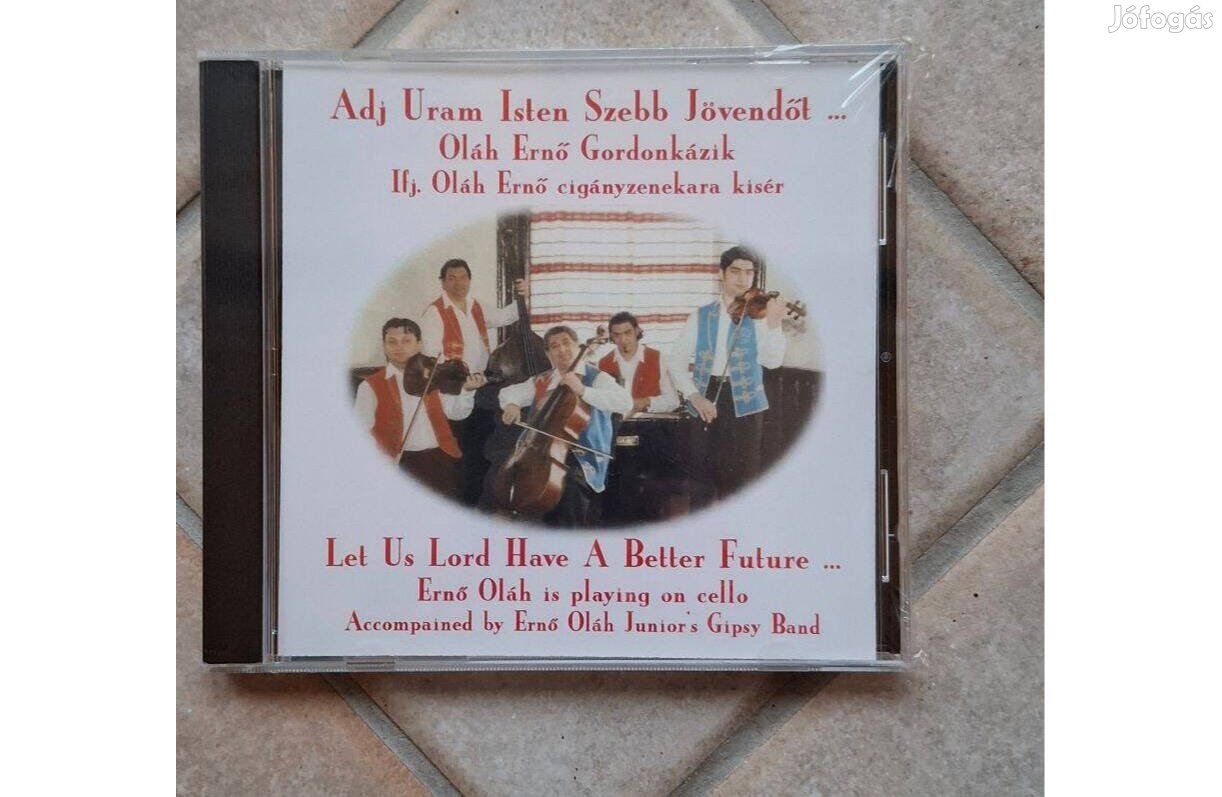 Jófogás
Adj Uram Isten Szebb Jövendőt ...
Oláh Ernő Gordonkázik
Ifj. Oláh Ernő cigányzenekara kisér
Let Us Lord Have A Better Future ...
Ernő Oláh is playing on cello
Accompained by Ernő Oláh Junior's Gipsy Band